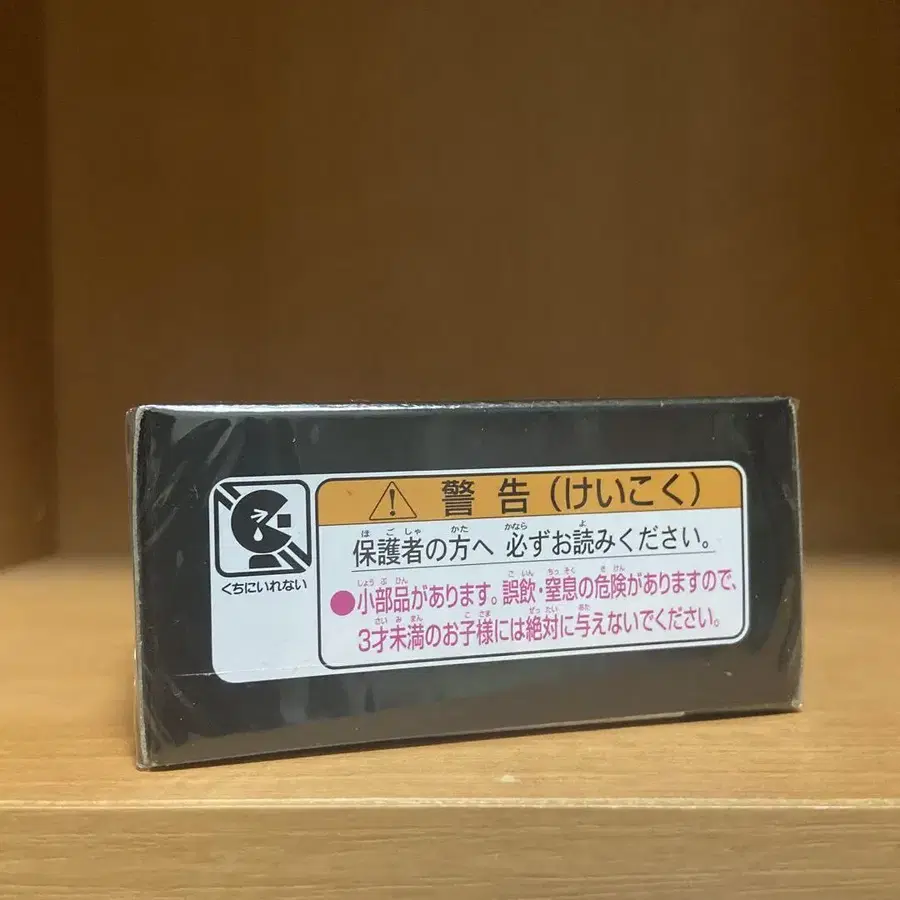 警告(けいこく)
保護者の方へ 必ずお読みください。
●小部品があります。誤飲・窒息の危険がありますので、
3才未満のお子様には絶対に与えないでください。
くちにいれない